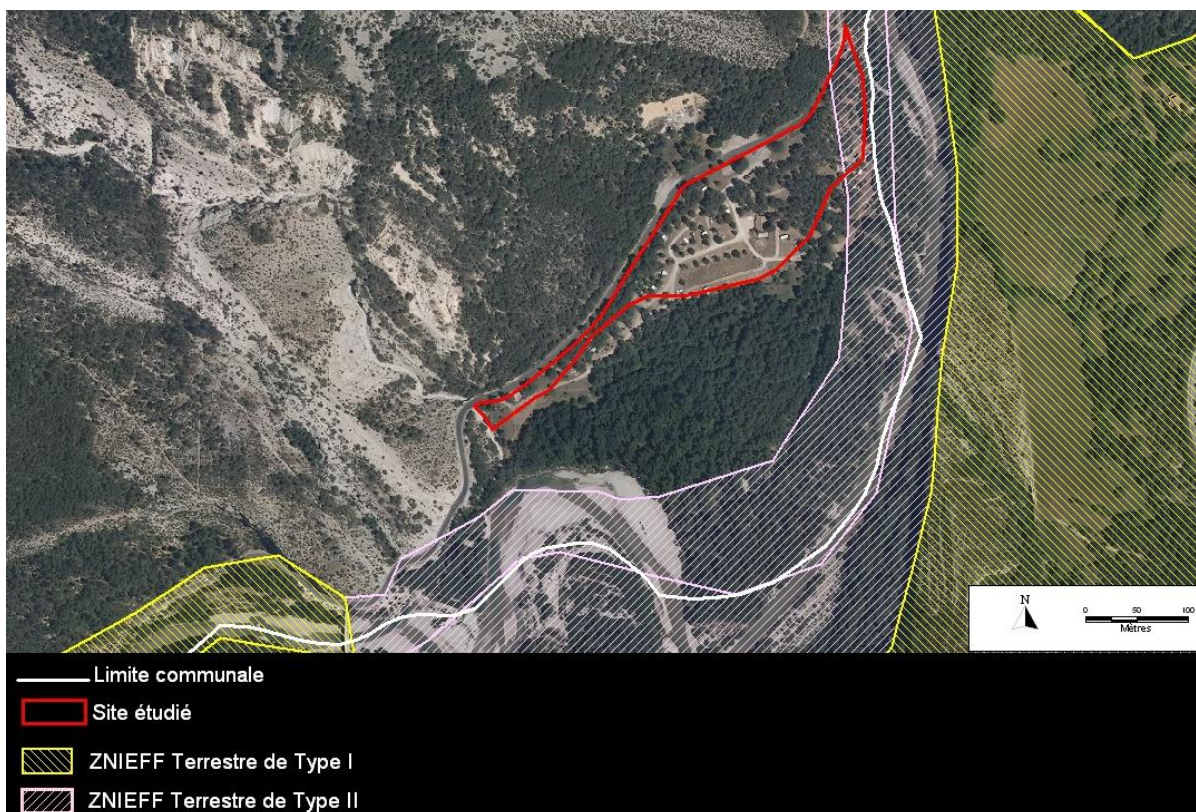 N
0 50 100
Mètres
Limite communale
Site étudié
ZNIEFF Terrestre de Type I
ZNIEFF Terrestre de Type II